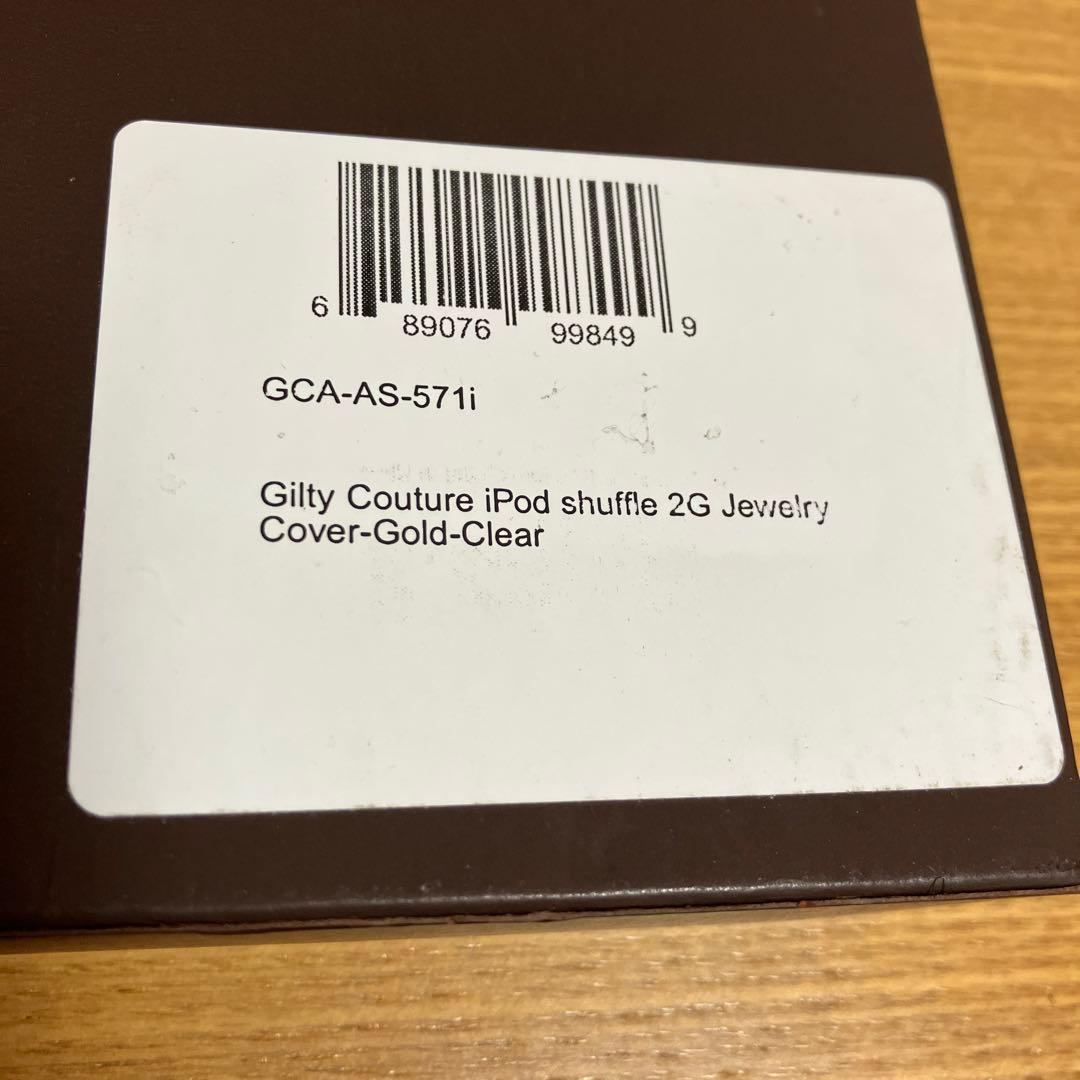 6 89076 99849 9
GCA-AS-571i
Gilty Couture iPod shuffle 2G Jewelry
Cover-Gold-Clear